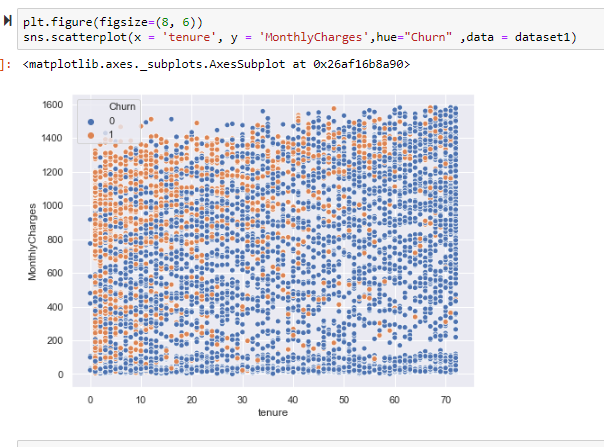 plt.figure(figsize=(8, 6))
sns.scatterplot(x = 'tenure', y = 'MonthlyCharges',hue="Churn" ,data = dataset1)
]: <matplotlib.axes._subplots.AxesSubplot at 0x26af16b8a90>
Churn
0
1
1600
1400
1200
1000
800
600
400
200
0
MonthlyCharges
0 10 20 30 40 50 60 70
tenure